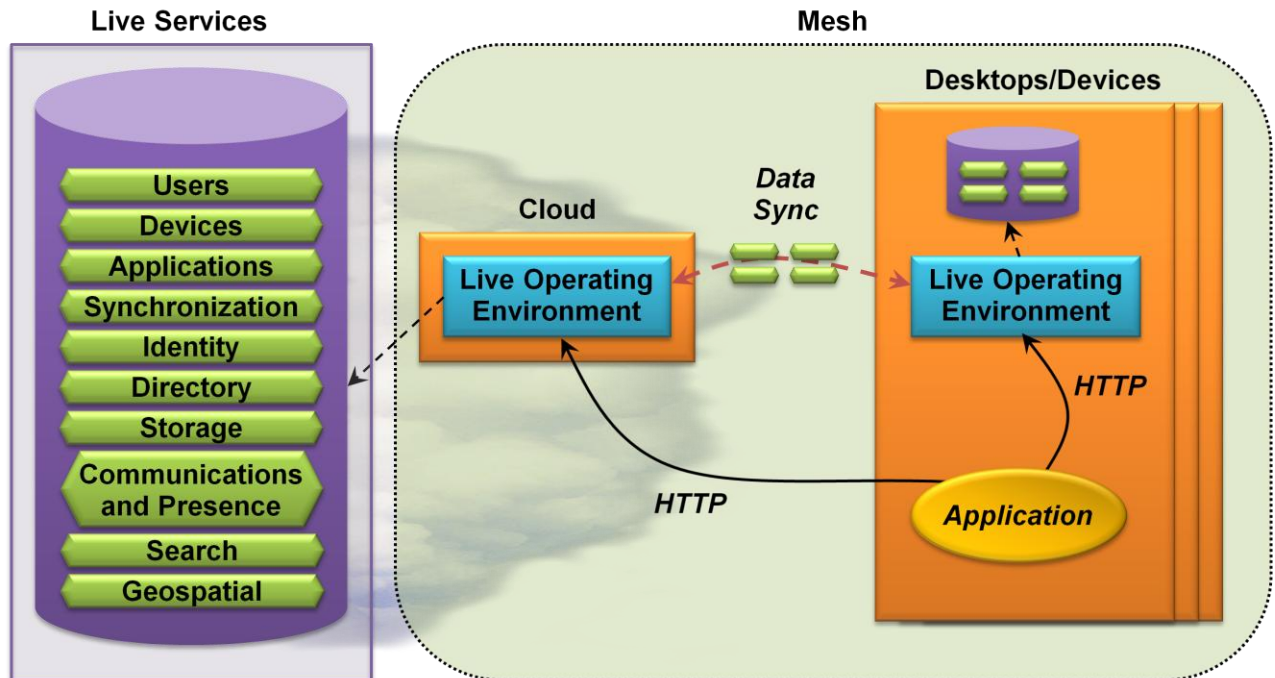 Live Services
Users
Devices
Applications
Synchronization
Identity
Directory
Storage
Communications
and Presence
Search
Geospatial
Mesh
Cloud
Live Operating
Environment
Data
Sync
HTTP
Desktops/Devices
Live Operating
Environment
HTTP
Application